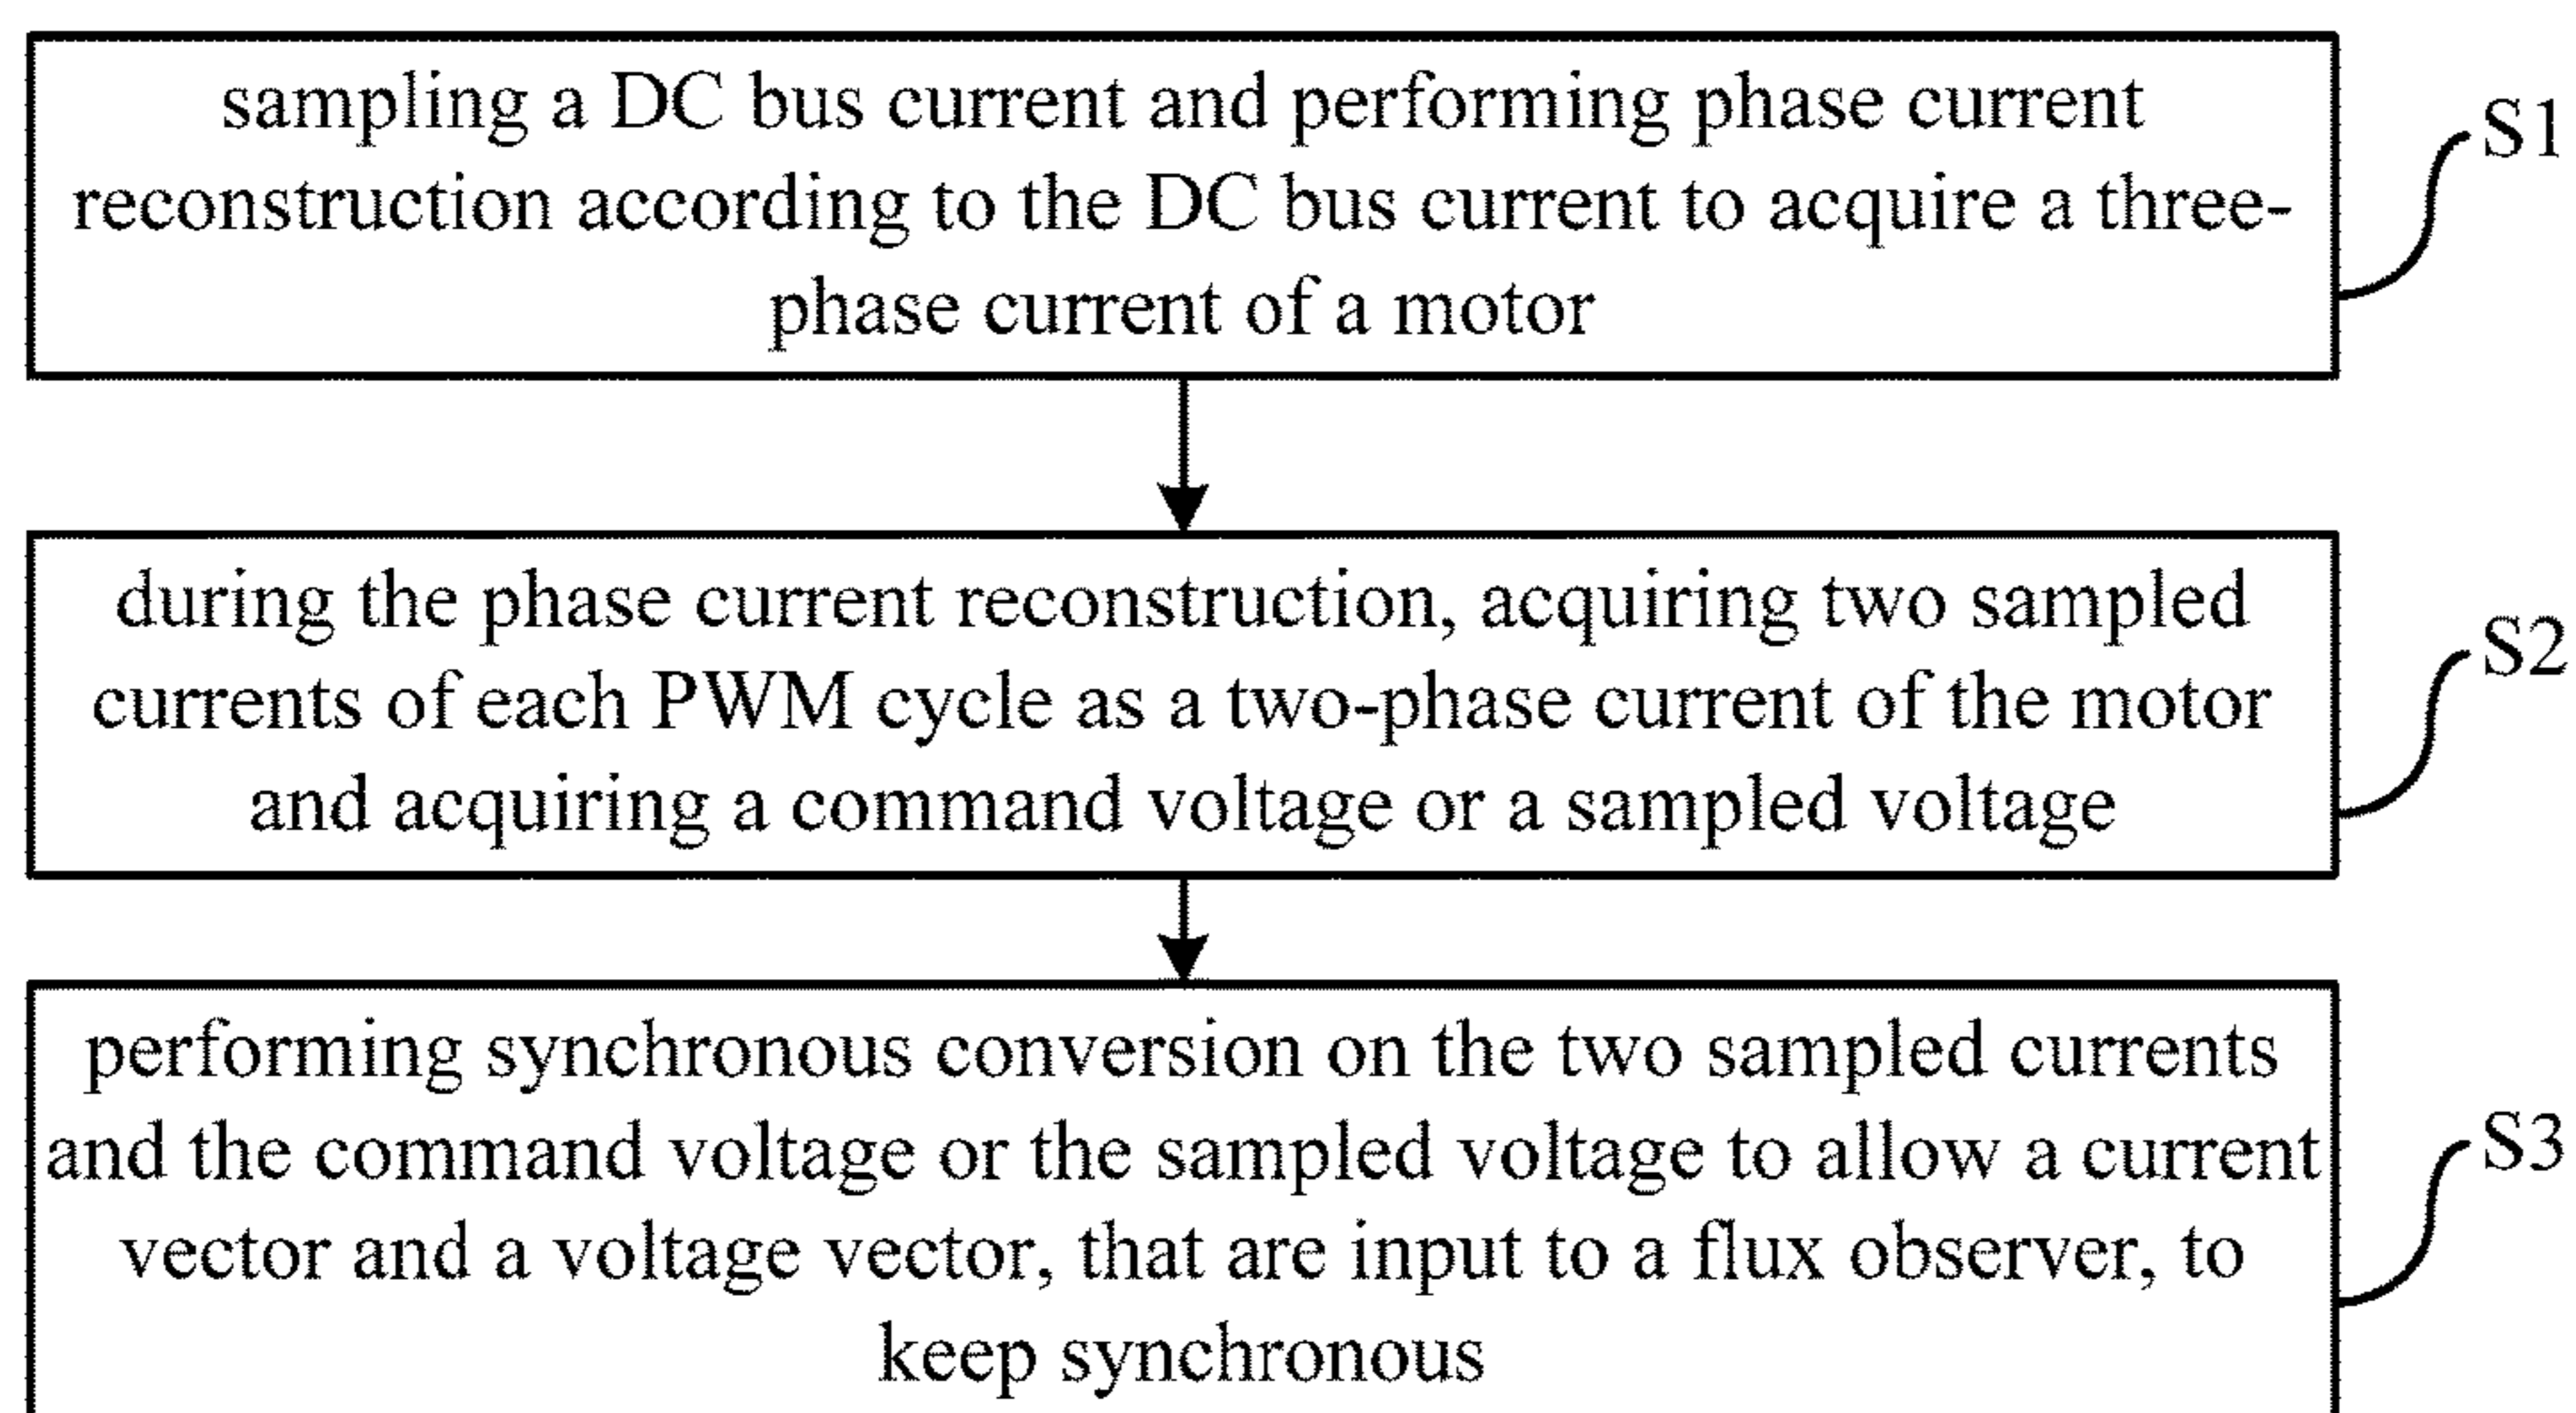 sampling a DC bus current and performing phase current
reconstruction according to the DC bus current to acquire a three-
phase current of a motor
S1
during the phase current reconstruction, acquiring two sampled
currents of each PWM cycle as a two-phase current of the motor
and acquiring a command voltage or a sampled voltage
S2
performing synchronous conversion on the two sampled currents
and the command voltage or the sampled voltage to allow a current
vector and a voltage vector, that are input to a flux observer, to
keep synchronous
S3